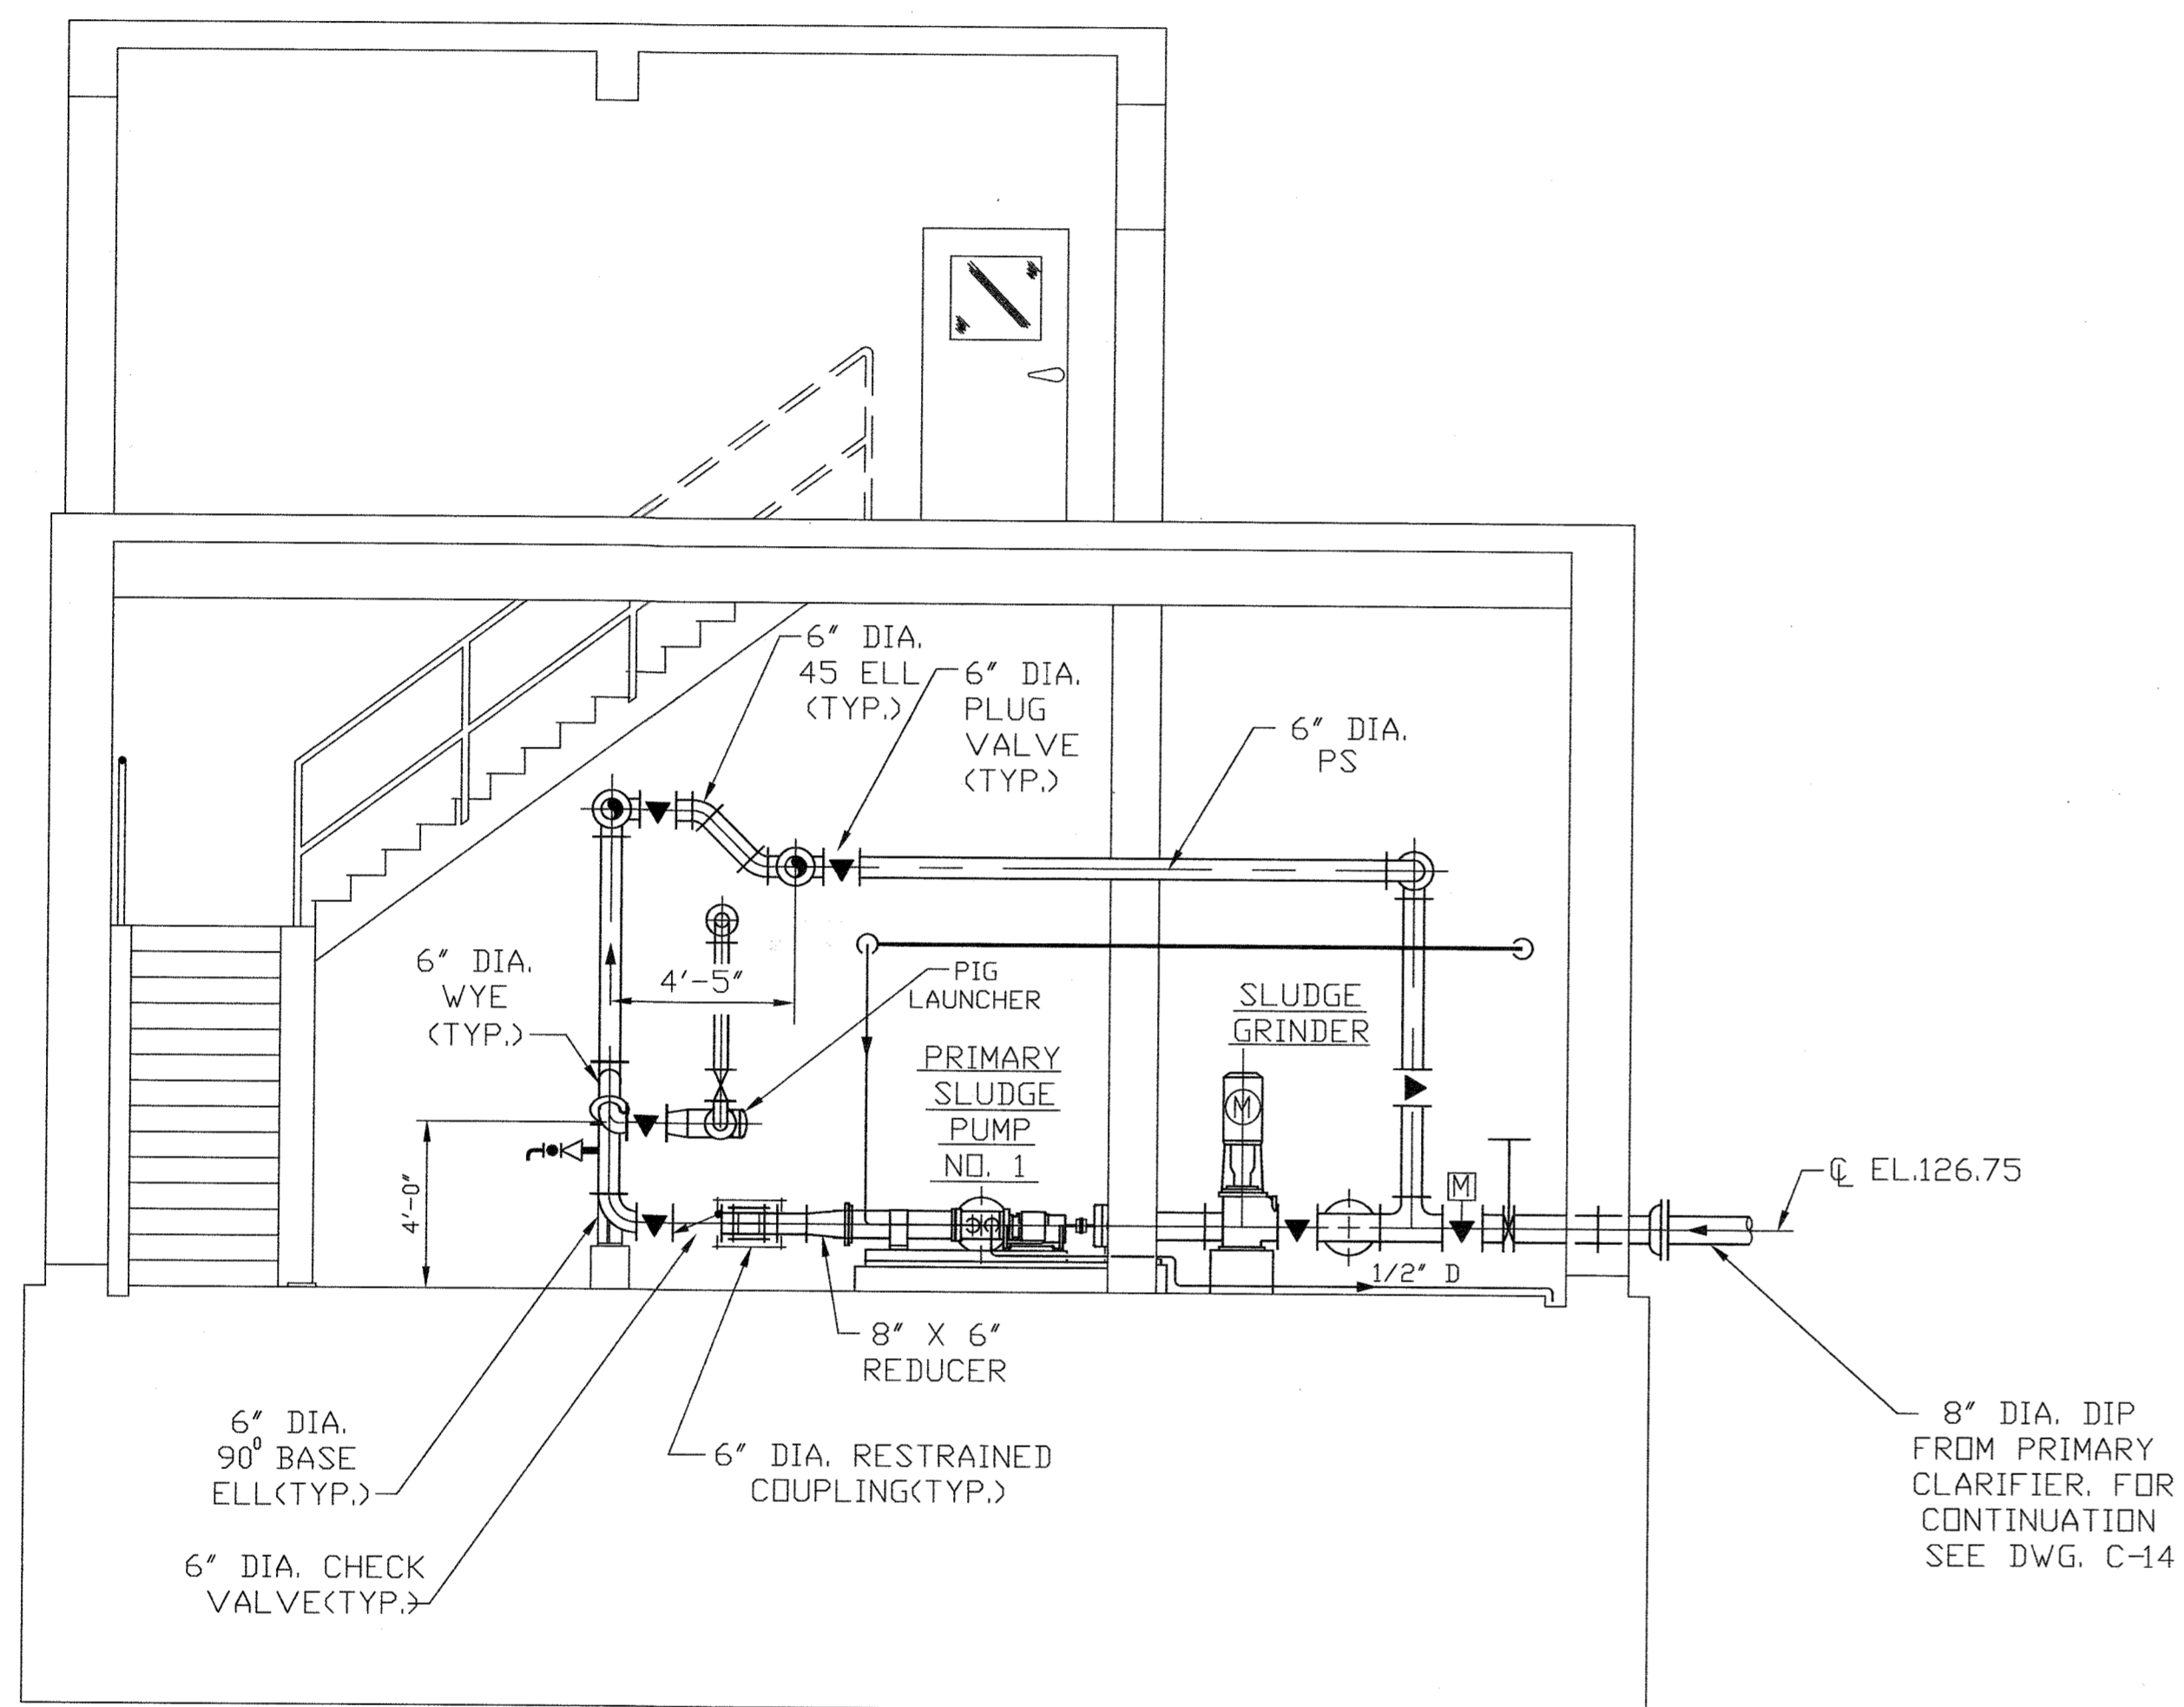 6" DIA.
45 ELL
(TYP.)
6" DIA.
PLUG
VALVE
(TYP.)
6" DIA.
PS
6" DIA.
WYE
(TYP.)
4'-5"
PIG
LAUNCHER
SLUDGE
GRINDER
PRIMARY
SLUDGE
PUMP
NO. 1
M
M
4'-0"
℄ EL.126.75
1/2" D
8" X 6"
REDUCER
6" DIA.
90° BASE
ELL(TYP.)
6" DIA. RESTRAINED
COUPLING(TYP.)
6" DIA. CHECK
VALVE(TYP.)
8" DIA. DIP
FROM PRIMARY
CLARIFIER. FOR
CONTINUATION
SEE DWG. C-14